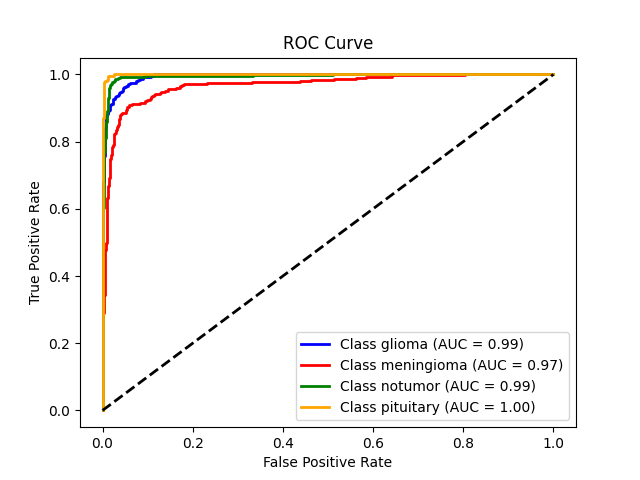 ROC Curve
1.0
0.8
0.6
0.4
0.2
0.0
True Positive Rate
Class glioma (AUC = 0.99)
Class meningioma (AUC = 0.97)
Class notumor (AUC = 0.99)
Class pituitary (AUC = 1.00)
0.0 0.2 0.4 0.6 0.8 1.0
False Positive Rate